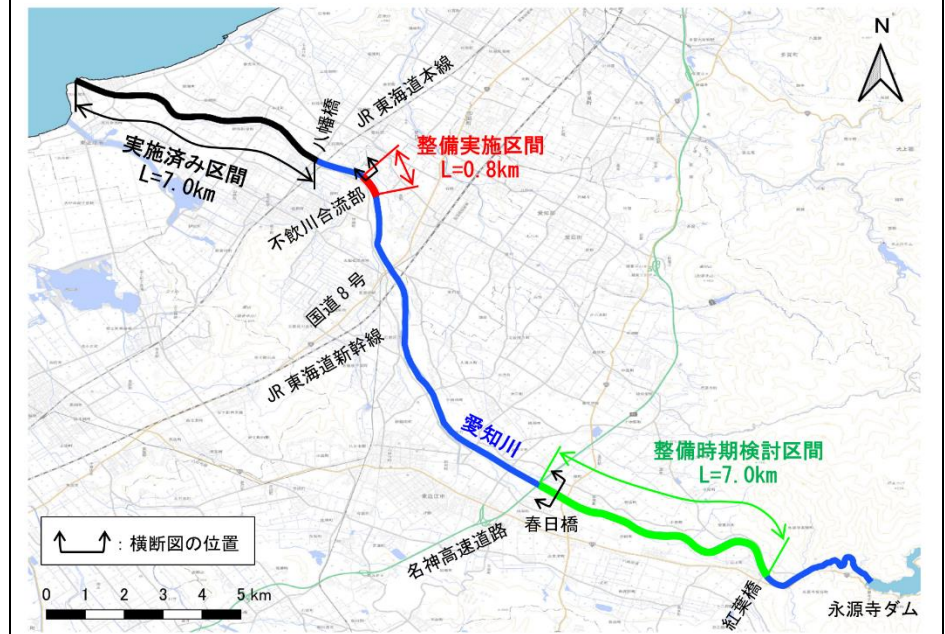 N
JR東海道本線
八幡橋
整備実施区間
L=0.8km
実施済み区間
L=7.0km
不飲川合流部
国道8号
JR東海道新幹線
愛知川
整備時期検討区間
L=7.0km
春日橋
名神高速道路
:横断図の位置
0 1 2 3 4 5 km
紅葉橋
永源寺ダム